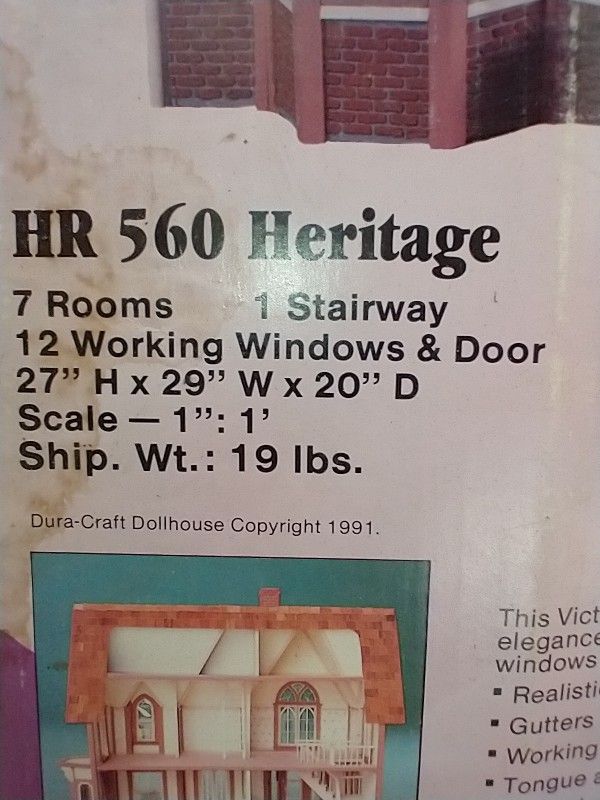 HR 560 Heritage
7 Rooms 1 Stairway
12 Working Windows & Door
27” H x 29” W x 20” D
Scale — 1”: 1’
Ship. Wt.: 19 lbs.
Dura-Craft Dollhouse Copyright 1991.
This Vict
elegance
windows
▪ Realisti
▪ Gutters
▪ Working
▪ Tongue a